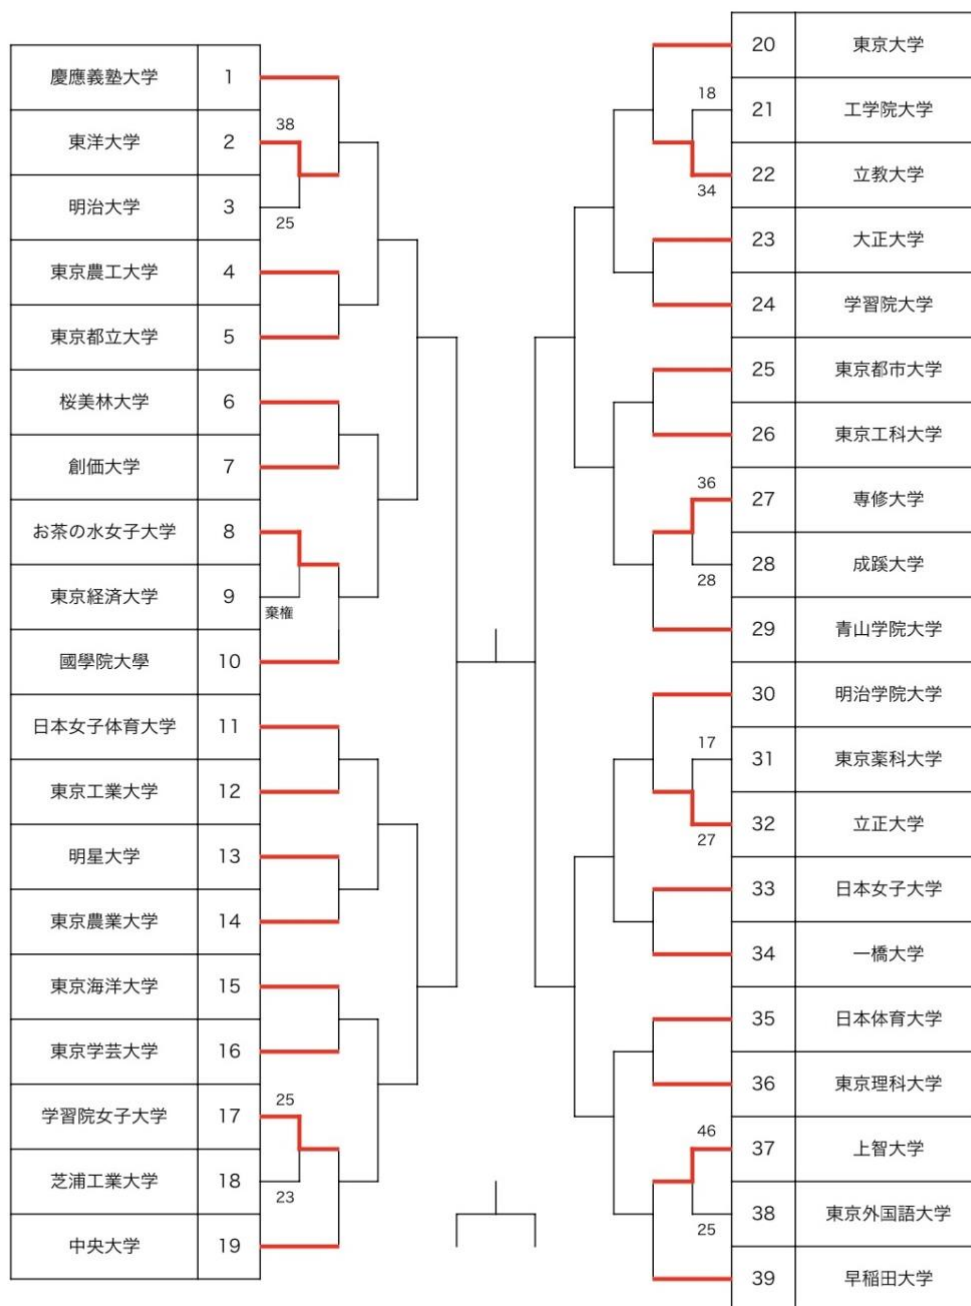 慶應義塾大学 1
38
東洋大学 2
明治大学 3
25
東京農工大学 4
東京都立大学 5
桜美林大学 6
創価大学 7
お茶の水女子大学 8
東京経済大学 9
棄権
國學院大學 10
日本女子体育大学 11
東京工業大学 12
明星大学 13
東京農業大学 14
東京海洋大学 15
東京学芸大学 16
25
学習院女子大学 17
芝浦工業大学 18
23
中央大学 19
20 東京大学
18
21 工学院大学
22 立教大学
34
23 大正大学
24 学習院大学
25 東京都市大学
26 東京工科大学
36
27 専修大学
28 成蹊大学
28
29 青山学院大学
30 明治学院大学
17
31 東京薬科大学
32 立正大学
27
33 日本女子大学
34 一橋大学
35 日本体育大学
36 東京理科大学
46
37 上智大学
38 東京外国語大学
25
39 早稲田大学